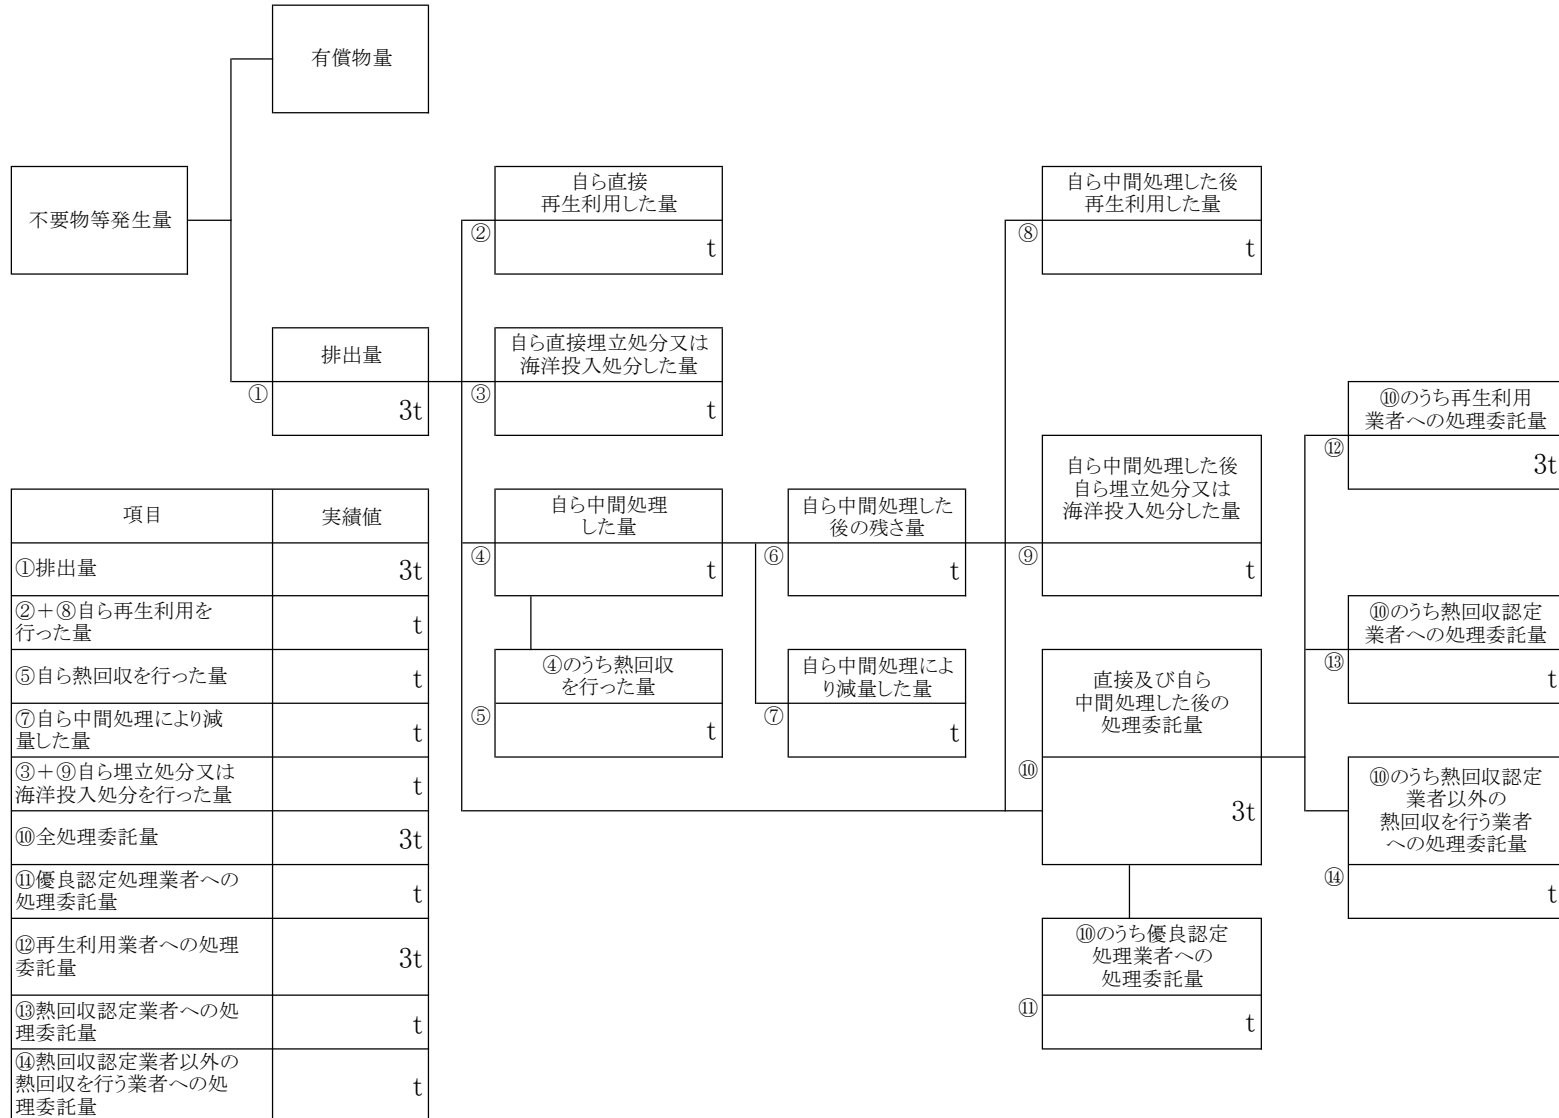 有償物量
不要物等発生量
自ら直接
再生利用した量
②
t
自ら中間処理した後
再生利用した量
⑧
t
排出量
①
3t
自ら直接埋立処分又は
海洋投入処分した量
③
t
⑩のうち再生利用
業者への処理委託量
⑫
3t
自ら中間処理
した量
④
t
自ら中間処理した
後の残さ量
⑥
t
自ら中間処理した後
自ら埋立処分又は
海洋投入処分した量
⑨
t
⑩のうち熱回収認定
業者への処理委託量
⑬
t
④のうち熱回収
を行った量
⑤
t
自ら中間処理によ
り減量した量
⑦
t
直接及び自ら
中間処理した後の
処理委託量
⑩
3t
⑩のうち熱回収認定
業者以外の
熱回収を行う業者
への処理委託量
⑭
t
⑩のうち優良認定
処理業者への
処理委託量
⑪
t
項目 実績値
①排出量 3t
②＋⑧自ら再生利用を
行った量 t
⑤自ら熱回収を行った量 t
⑦自ら中間処理により減
量した量 t
③＋⑨自ら埋立処分又は
海洋投入処分を行った量 t
⑩全処理委託量 3t
⑪優良認定処理業者への
処理委託量 t
⑫再生利用業者への処理
委託量 3t
⑬熱回収認定業者への処
理委託量 t
⑭熱回収認定業者以外の
熱回収を行う業者への処
理委託量 t